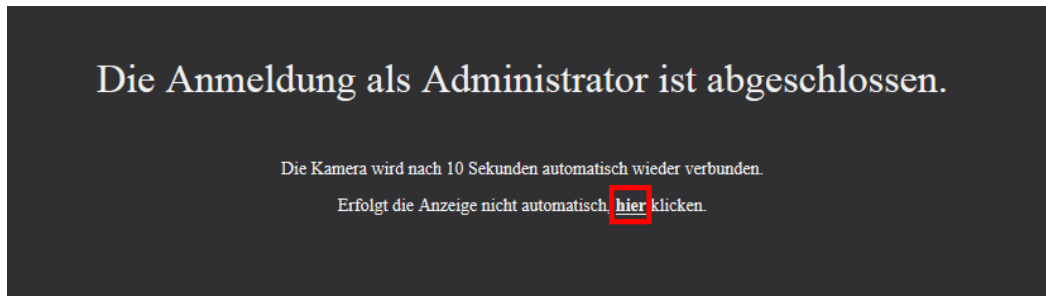 Die Anmeldung als Administrator ist abgeschlossen.
Die Kamera wird nach 10 Sekunden automatisch wieder verbunden.
Erfolgt die Anzeige nicht automatisch, hier klicken.